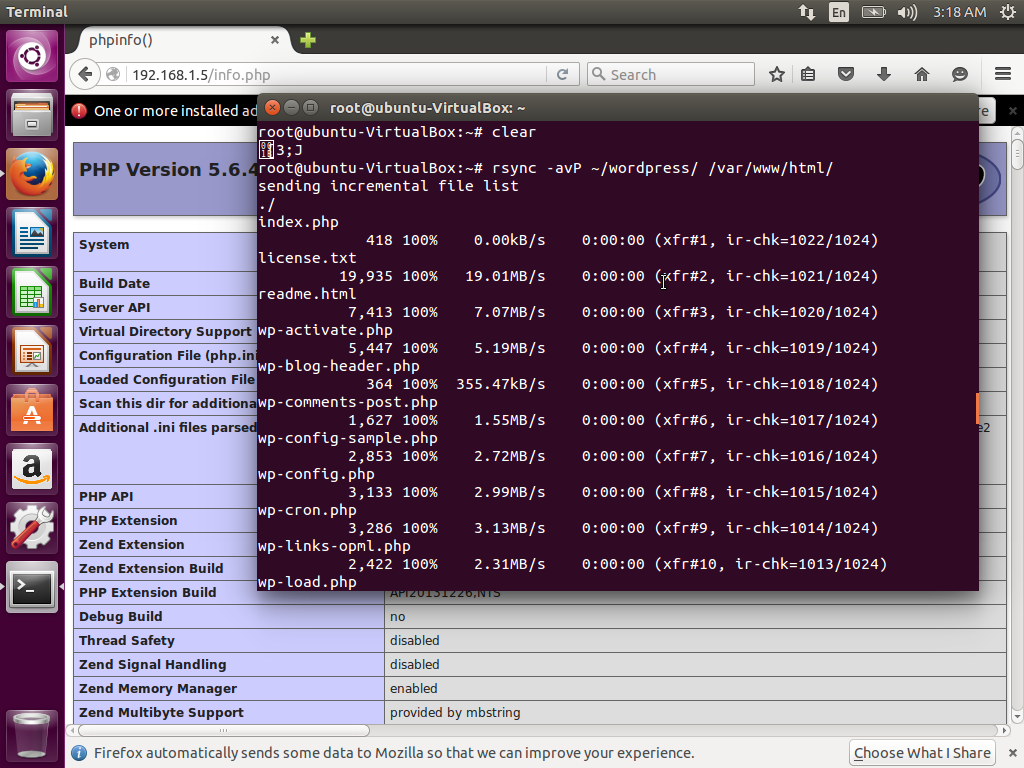 Terminal
En
3:18 AM
phpinfo()
192.168.1.5/info.php
Search
One or more installed ad
root@ubuntu-VirtualBox: ~
root@ubuntu-VirtualBox:~# clear
3;J
root@ubuntu-VirtualBox:~# rsync -avP ~/wordpress/ /var/www/html/
sending incremental file list
./
index.php
418 100% 0.00kB/s 0:00:00 (xfr#1, ir-chk=1022/1024)
license.txt
19,935 100% 19.01MB/s 0:00:00 (xfr#2, ir-chk=1021/1024)
readme.html
7,413 100% 7.07MB/s 0:00:00 (xfr#3, ir-chk=1020/1024)
wp-activate.php
5,447 100% 5.19MB/s 0:00:00 (xfr#4, ir-chk=1019/1024)
wp-blog-header.php
364 100% 355.47kB/s 0:00:00 (xfr#5, ir-chk=1018/1024)
wp-comments-post.php
1,627 100% 1.55MB/s 0:00:00 (xfr#6, ir-chk=1017/1024)
wp-config-sample.php
2,853 100% 2.72MB/s 0:00:00 (xfr#7, ir-chk=1016/1024)
wp-config.php
3,133 100% 2.99MB/s 0:00:00 (xfr#8, ir-chk=1015/1024)
wp-cron.php
3,286 100% 3.13MB/s 0:00:00 (xfr#9, ir-chk=1014/1024)
wp-links-opml.php
2,422 100% 2.31MB/s 0:00:00 (xfr#10, ir-chk=1013/1024)
wp-load.php
PHP Version 5.6.4
System
Build Date
Server API
Virtual Directory Support
Configuration File (php.ini
Loaded Configuration File
Scan this dir for additiona
Additional .ini files parsed
e2
PHP API
PHP Extension
Zend Extension
Zend Extension Build
PHP Extension Build API20131226,NTS
Debug Build no
Thread Safety disabled
Zend Signal Handling disabled
Zend Memory Manager enabled
Zend Multibyte Support provided by mbstring
Firefox automatically sends some data to Mozilla so that we can improve your experience.
Choose What I Share